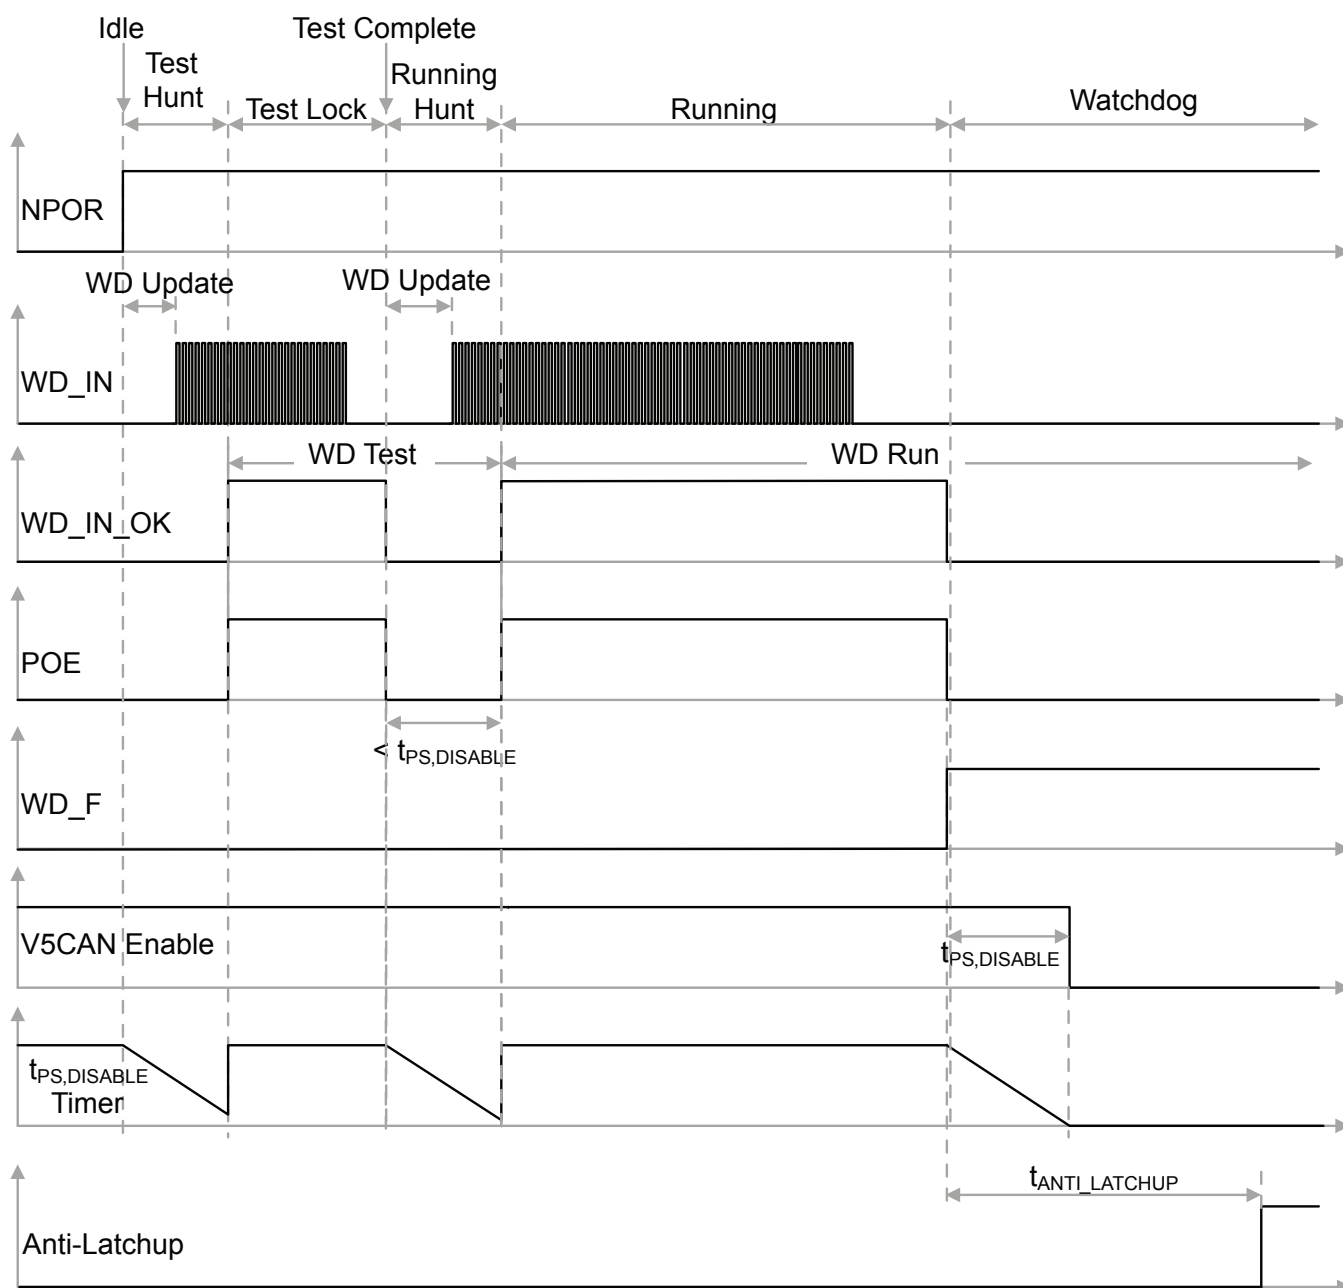 Idle
Test Complete
Test
Hunt
Test Lock
Running
Hunt
Running
Watchdog
NPOR
WD Update
WD Update
WD_IN
WD Test
WD Run
WD_IN_OK
POE
< tPS,DISABLE
WD_F
V5CAN Enable
tPS,DISABLE
tPS,DISABLE
Timer
tANTI_LATCHUP
Anti-Latchup